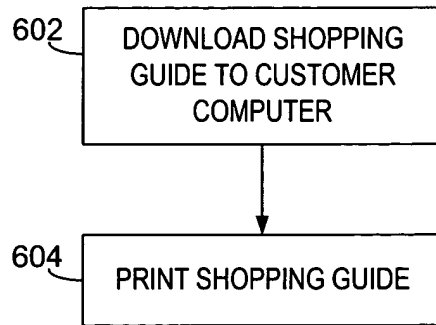 602
DOWNLOAD SHOPPING
GUIDE TO CUSTOMER
COMPUTER
604
PRINT SHOPPING GUIDE